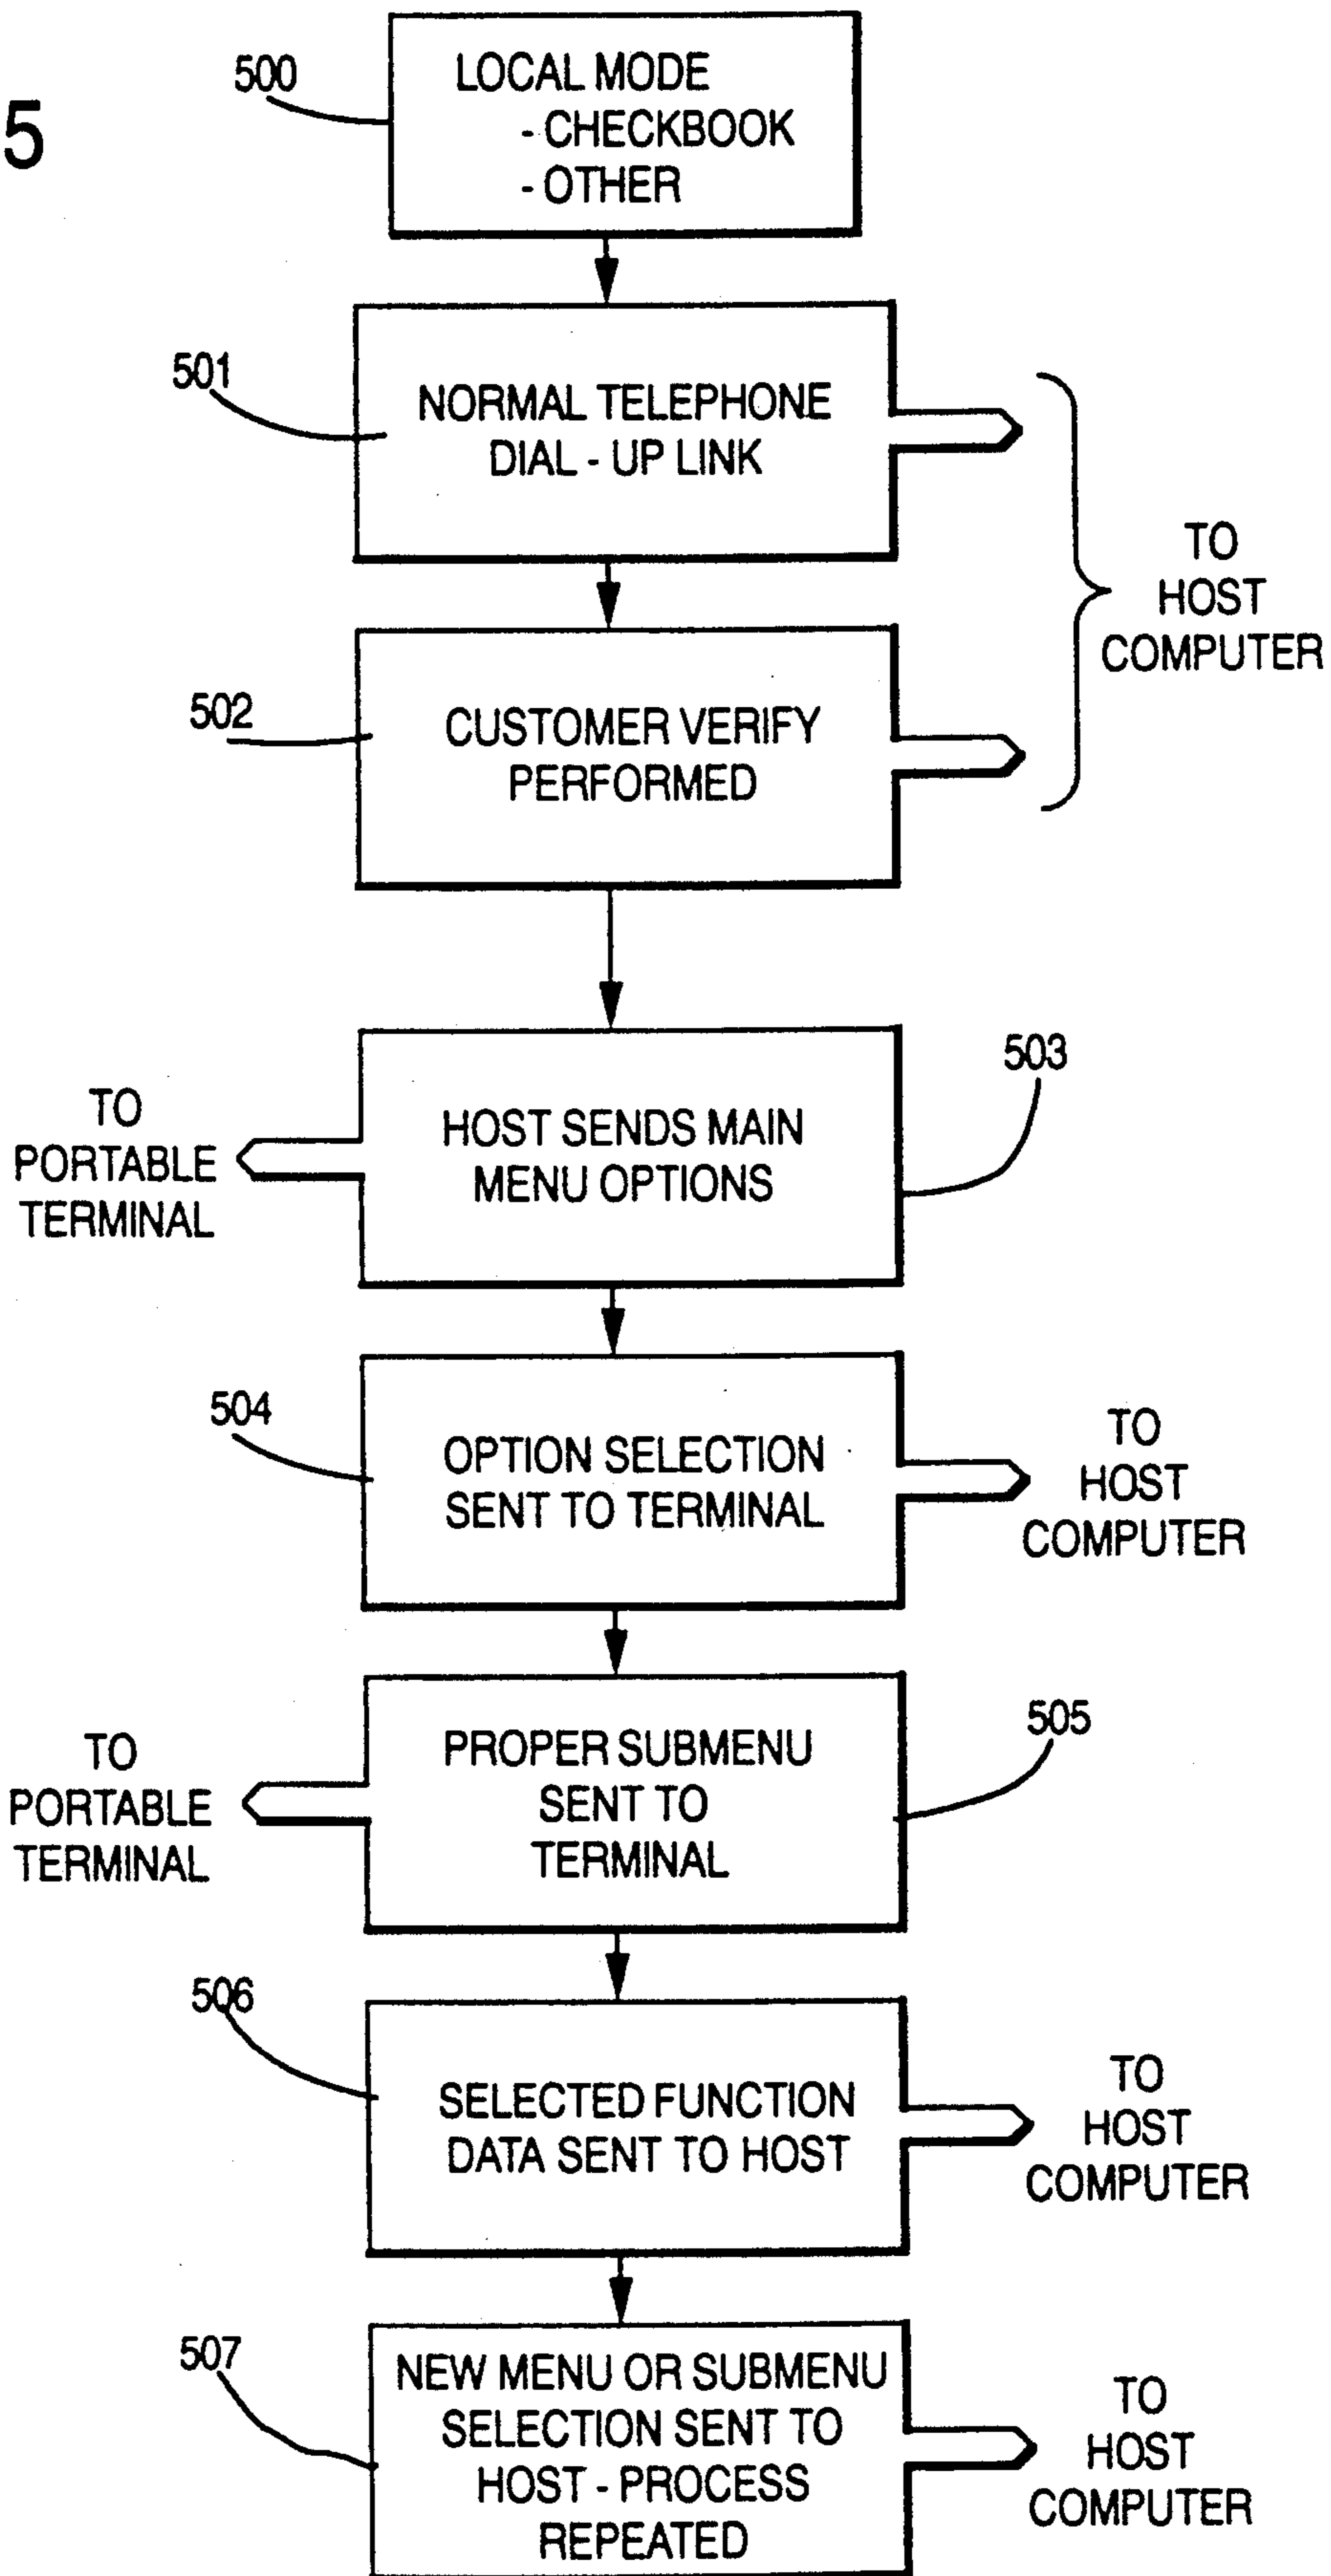 5
500
LOCAL MODE
- CHECKBOOK
- OTHER
501
NORMAL TELEPHONE
DIAL - UP LINK
TO
HOST
COMPUTER
502
CUSTOMER VERIFY
PERFORMED
503
HOST SENDS MAIN
MENU OPTIONS
TO
PORTABLE
TERMINAL
504
OPTION SELECTION
SENT TO TERMINAL
TO
HOST
COMPUTER
505
PROPER SUBMENU
SENT TO
TERMINAL
TO
PORTABLE
TERMINAL
506
SELECTED FUNCTION
DATA SENT TO HOST
TO
HOST
COMPUTER
507
NEW MENU OR SUBMENU
SELECTION SENT TO
HOST - PROCESS
REPEATED
TO
HOST
COMPUTER